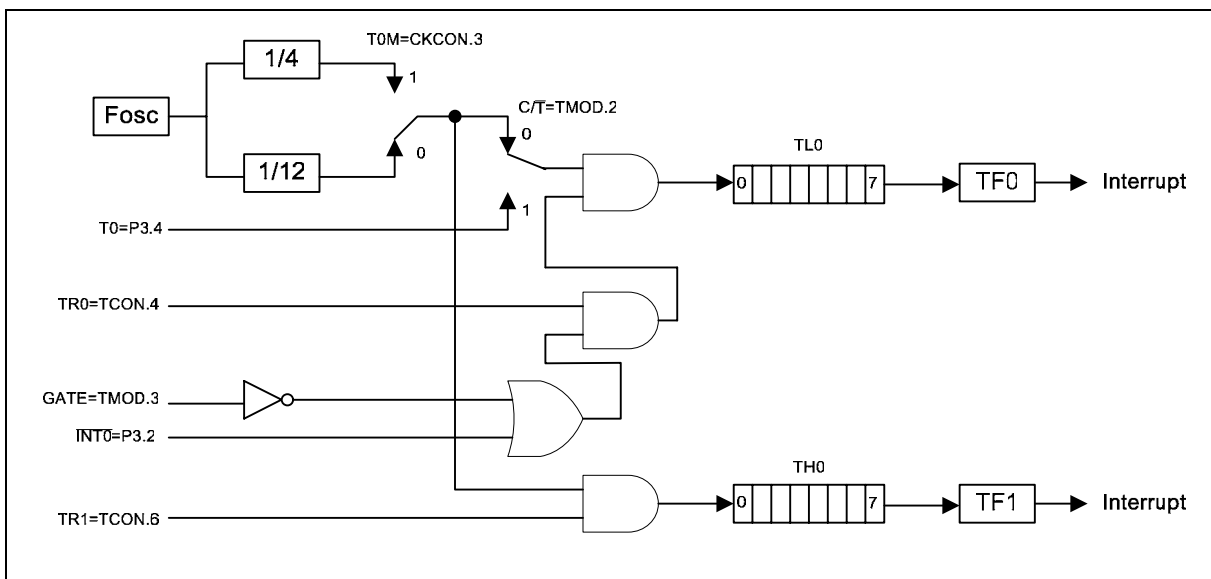 T0M=CKCON.3
1/4
1
Fosc
C/T̅=TMOD.2
0
0
1/12
TL0
0 7
TF0
Interrupt
1
T0=P3.4
TR0=TCON.4
GATE=TMOD.3
I̅N̅T̅0̅=P3.2
TH0
0 7
TF1
Interrupt
TR1=TCON.6